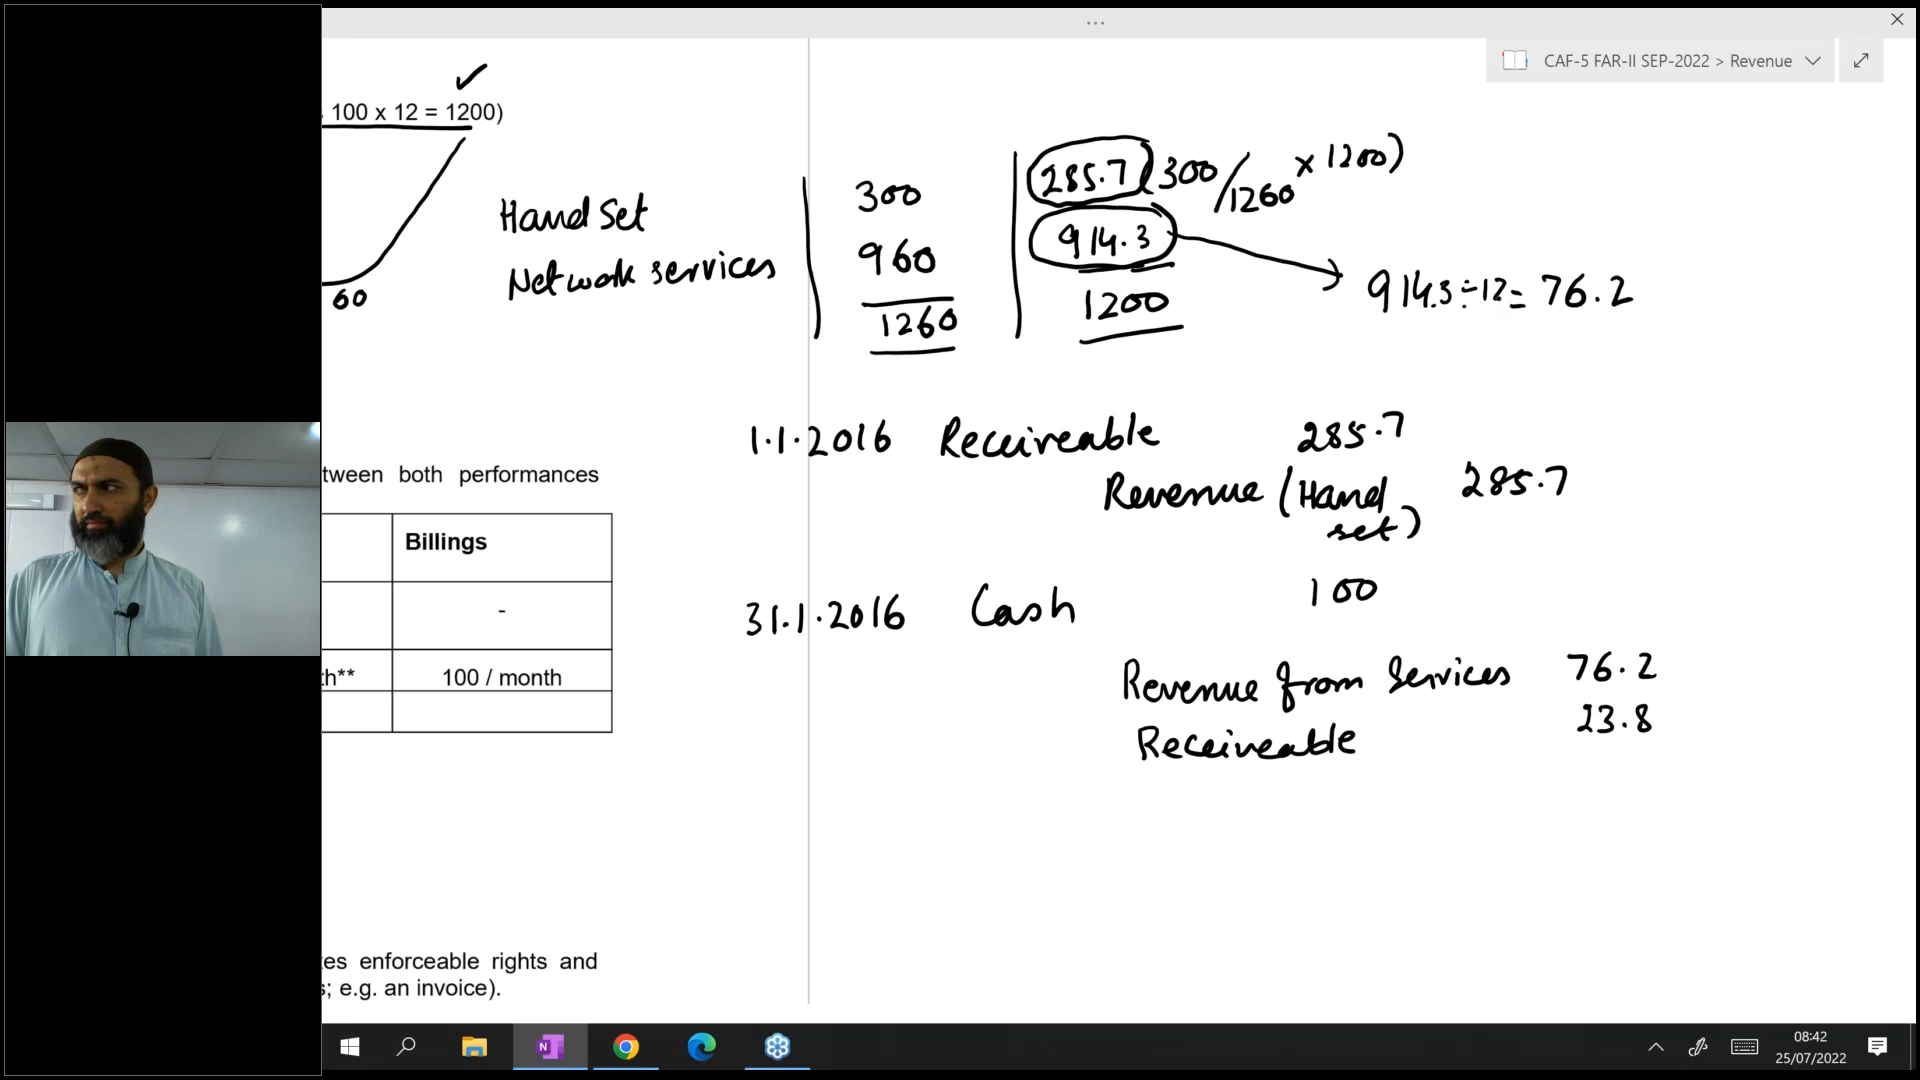 CAF-5 FAR-II SEP-2022 > Revenue
100 x 12 = 1200)
60
Hand Set 300 285.7 (300/1260 x 1200)
Network services 960 914.3
1260 1200
914.3 ÷ 12 = 76.2
1.1.2016 Receiveable 285.7
Revenue (Hand set) 285.7
31.1.2016 Cash 100
Revenue from Services 76.2
Receiveable 23.8
tween both performances
Billings
-
th** 100 / month
es enforceable rights and
; e.g. an invoice).
08:42
25/07/2022